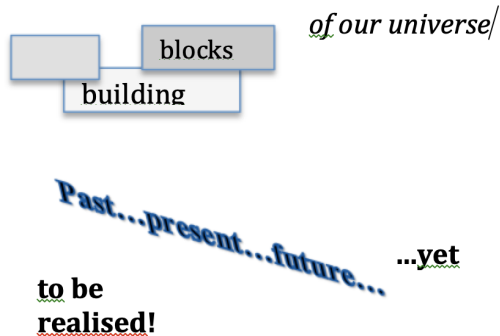 blocks
of our universe
building
Past...present...future...
...yet
to be
realised!